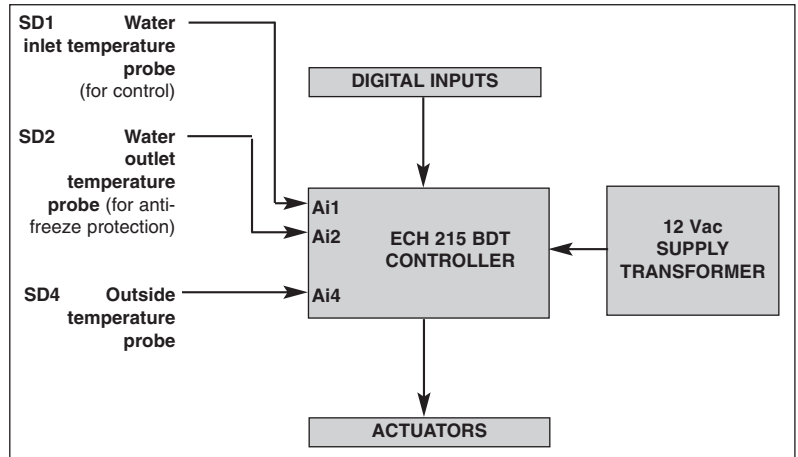 SD1 Water
inlet temperature
probe
(for control)
SD2 Water
outlet
temperature
probe (for anti-
freeze protection)
SD4 Outside
temperature
probe
DIGITAL INPUTS
Ai1
Ai2
Ai4
ECH 215 BDT
CONTROLLER
12 Vac
SUPPLY
TRANSFORMER
ACTUATORS